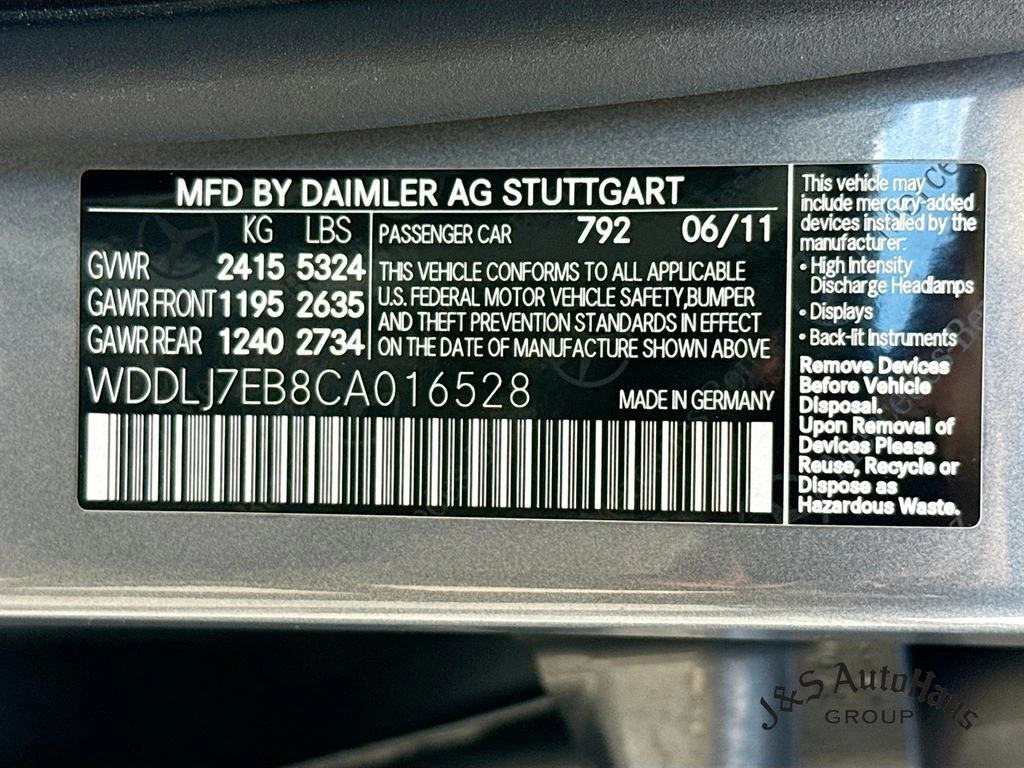 MFD BY DAIMLER AG STUTTGART
KG LBS
GVWR 2415 5324
GAWR FRONT 1195 2635
GAWR REAR 1240 2734
PASSENGER CAR 792 06/11
THIS VEHICLE CONFORMS TO ALL APPLICABLE
U.S. FEDERAL MOTOR VEHICLE SAFETY,BUMPER
AND THEFT PREVENTION STANDARDS IN EFFECT
ON THE DATE OF MANUFACTURE SHOWN ABOVE
WDDLJ7EB8CA016528
MADE IN GERMANY
This vehicle may
include mercury-added
devices installed by the
manufacturer:
• High Intensity
Discharge Headlamps
• Displays
• Back-lit Instruments
Remove Devices
Before Vehicle
Disposal.
Upon Removal of
Devices Please
Reuse, Recycle or
Dispose as
Hazardous Waste.
J&S AutoHaus
GROUP